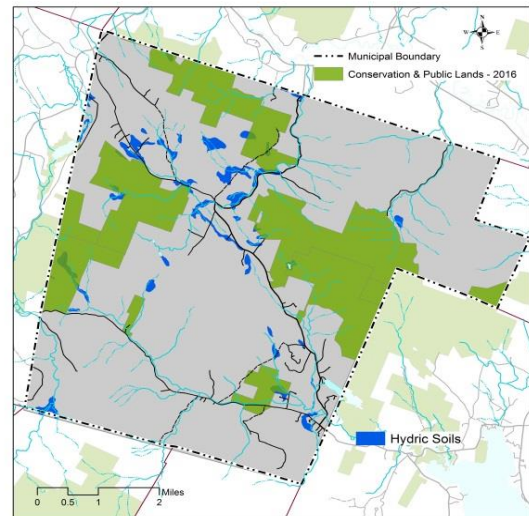 N
W E
S
Municipal Boundary
Conservation & Public Lands - 2016
Hydric Soils
0 0.5 1 2
Miles